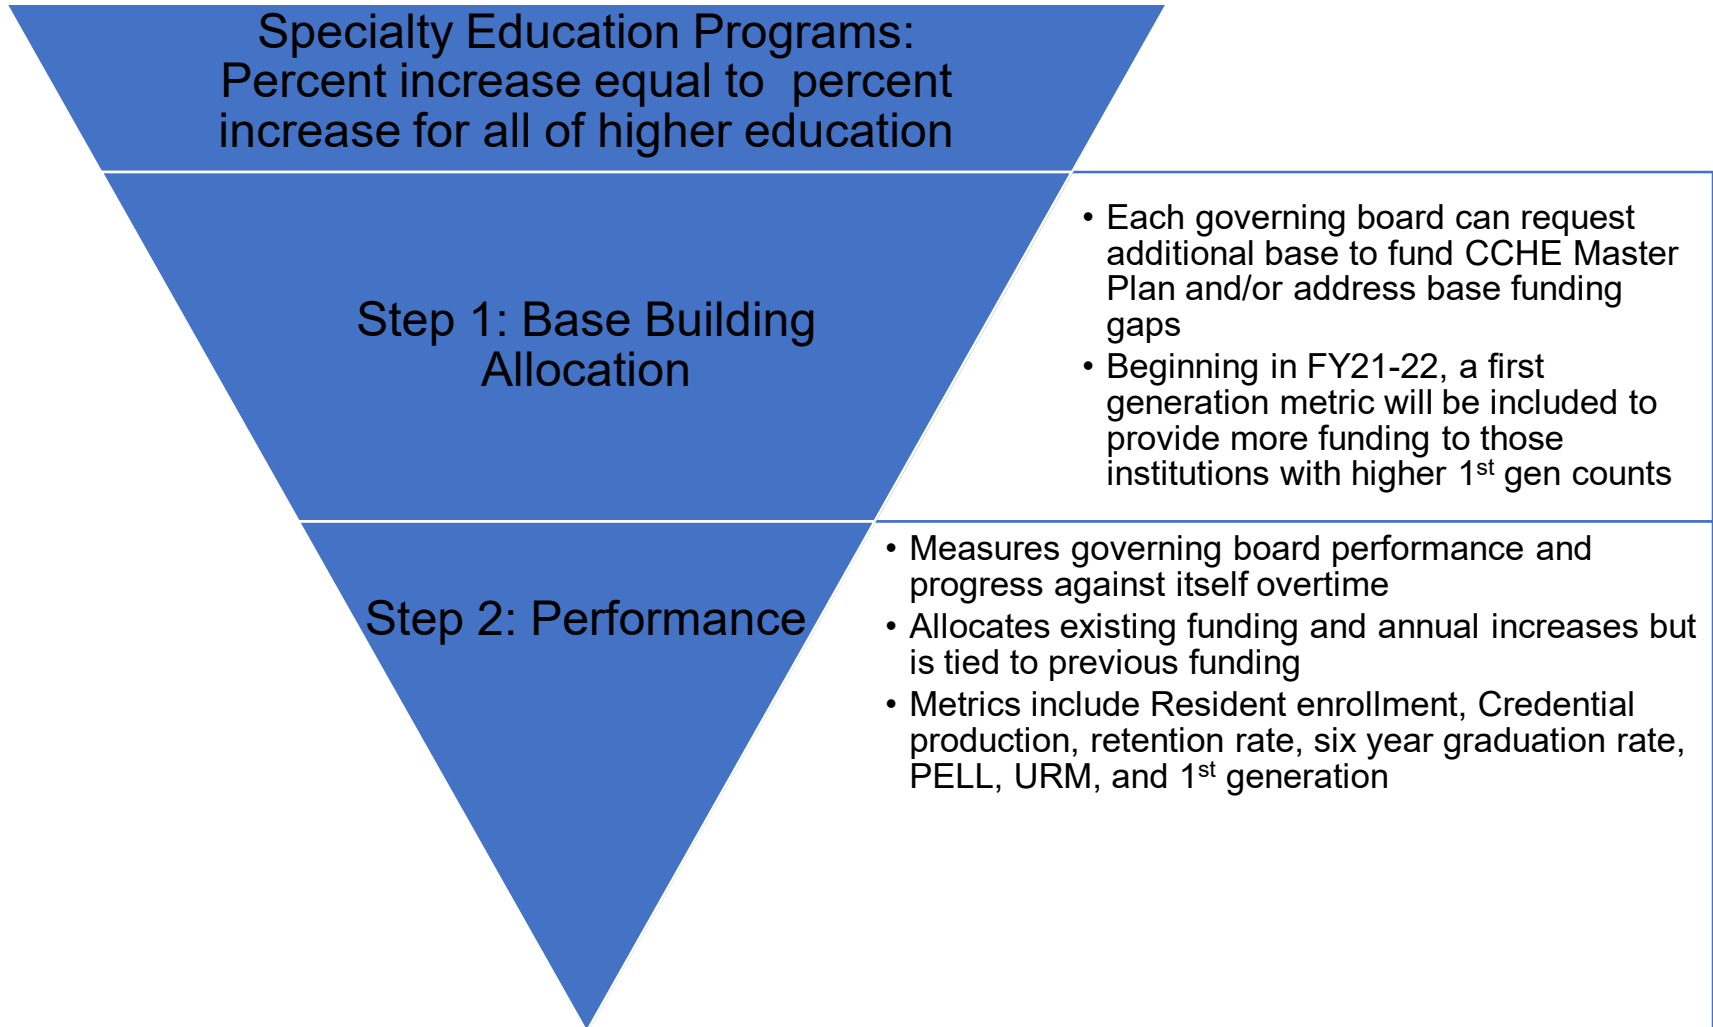 Specialty Education Programs:
Percent increase equal to  percent
increase for all of higher education
Step 1: Base Building
Allocation
• Each governing board can request
additional base to fund CCHE Master
Plan and/or address base funding
gaps
• Beginning in FY21-22, a first
generation metric will be included to
provide more funding to those
institutions with higher 1st gen counts
Step 2: Performance
• Measures governing board performance and
progress against itself overtime
• Allocates existing funding and annual increases but
is tied to previous funding
• Metrics include Resident enrollment, Credential
production, retention rate, six year graduation rate,
PELL, URM, and 1st generation